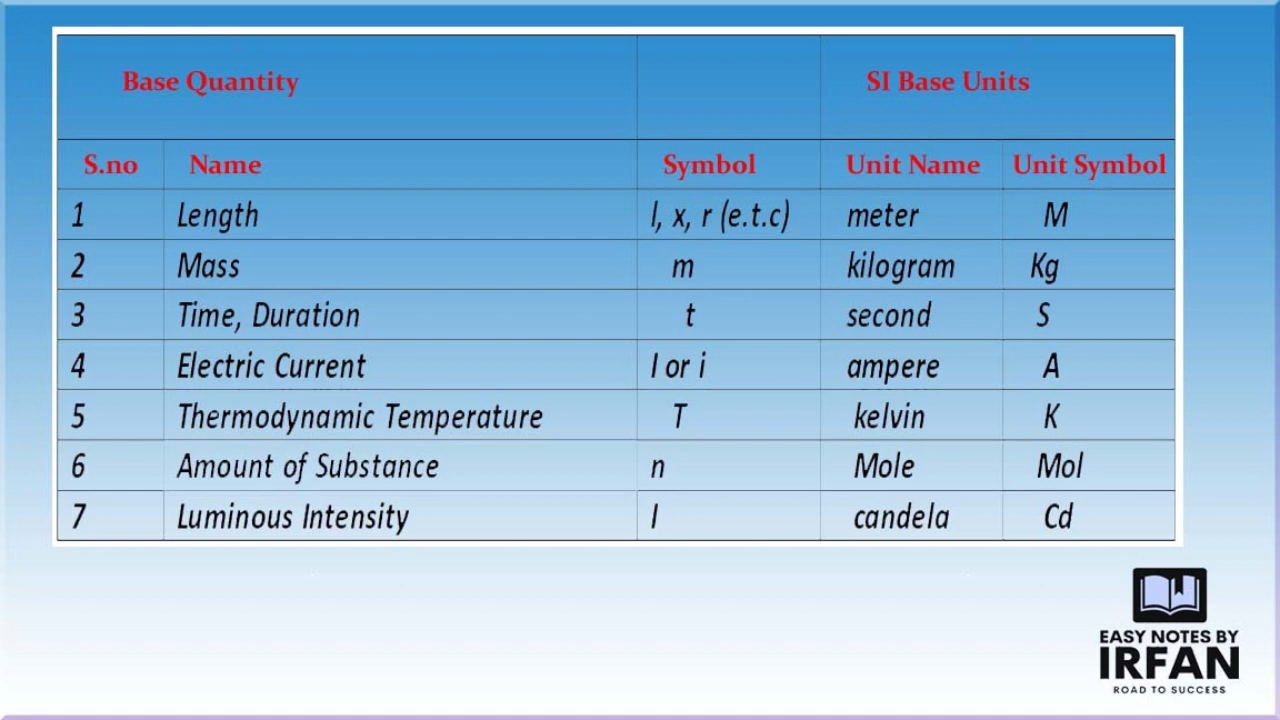 Base Quantity SI Base Units
S.no Name Symbol Unit Name Unit Symbol
1 Length l, x, r (e.t.c) meter M
2 Mass m kilogram Kg
3 Time, Duration t second S
4 Electric Current I or i ampere A
5 Thermodynamic Temperature T kelvin K
6 Amount of Substance n Mole Mol
7 Luminous Intensity I candela Cd
EASY NOTES BY
IRFAN
ROAD TO SUCCESS